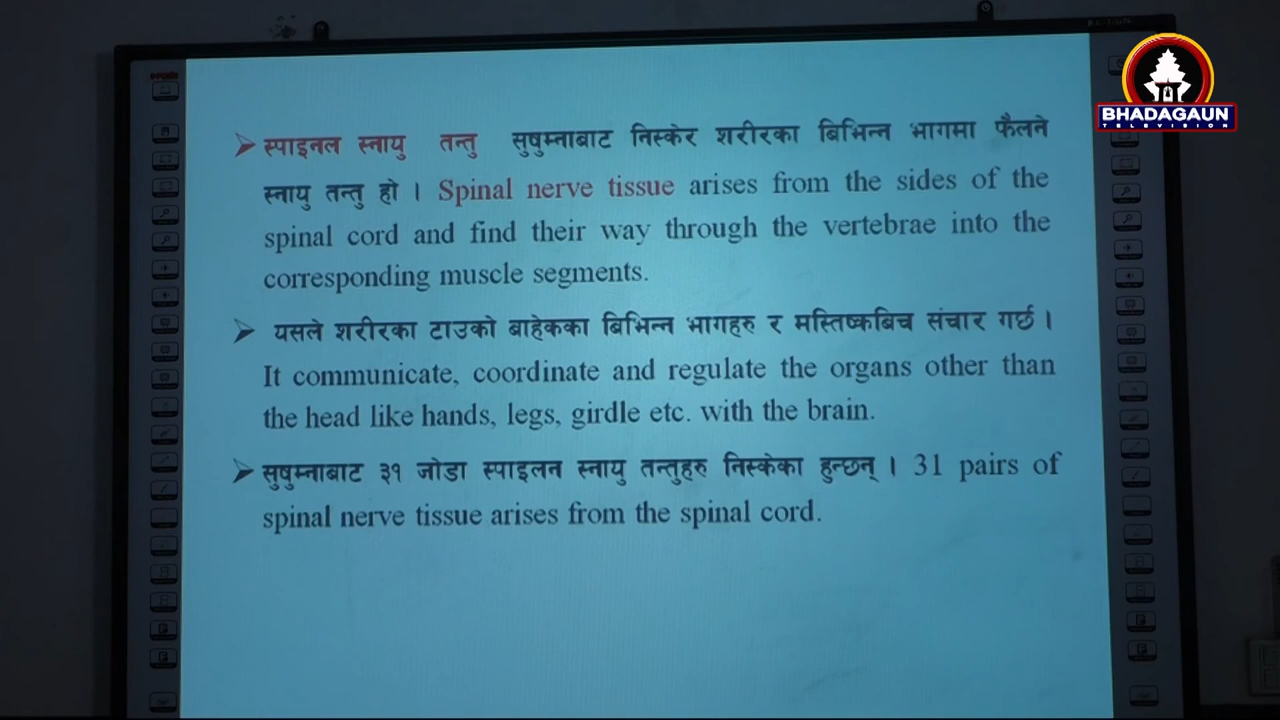 स्पाइनल स्नायु तन्तु सुषुम्नाबाट निस्केर शरीरका बिभिन्न भागमा फैलने
स्नायु तन्तु हो । Spinal nerve tissue arises from the sides of the
spinal cord and find their way through the vertebrae into the
corresponding muscle segments.
यसले शरीरका टाउको बाहेकका बिभिन्न भागहरु र मस्तिष्कबिच संचार गर्छ ।
It communicate, coordinate and regulate the organs other than
the head like hands, legs, girdle etc. with the brain.
सुषुम्नाबाट ३१ जोडा स्पाइलन स्नायु तन्तुहरु निस्केका हुन्छन् । 31 pairs of
spinal nerve tissue arises from the spinal cord.
BHADAGAUN
TELEVISION